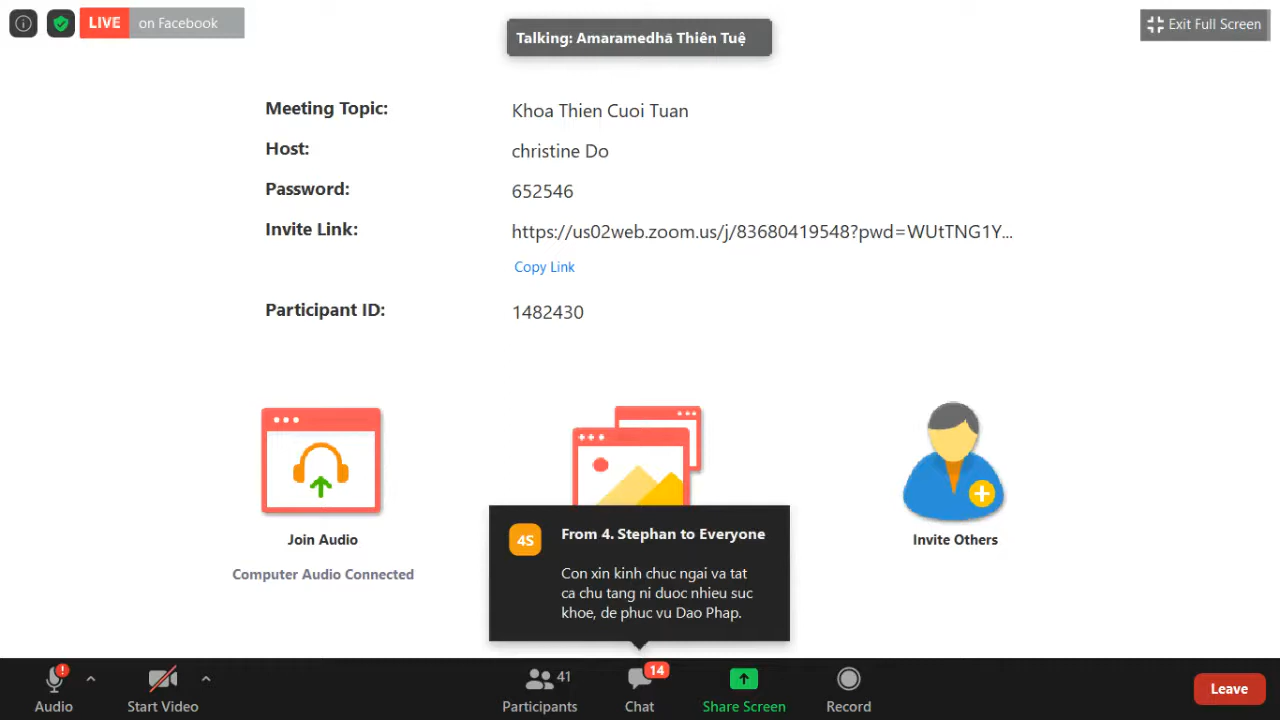 LIVE on Facebook
Talking: Amaramedhā Thiên Tuệ
Exit Full Screen
Meeting Topic: Khoa Thien Cuoi Tuan
Host: christine Do
Password: 652546
Invite Link: https://us02web.zoom.us/j/83680419548?pwd=WUtTNG1Y...
Copy Link
Participant ID: 1482430
Join Audio
Computer Audio Connected
Invite Others
4S
From 4. Stephan to Everyone
Con xin kinh chuc ngai va tat
ca chu tang ni duoc nhieu suc
khoe, de phuc vu Dao Phap.
Audio
Start Video
41
Participants
14
Chat
Share Screen
Record
Leave